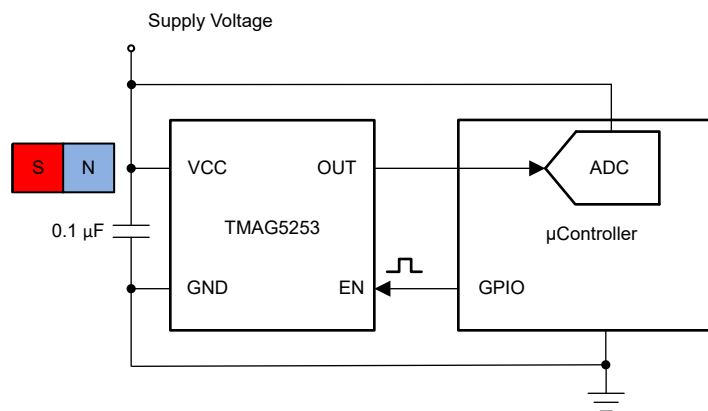 Supply Voltage
S N
VCC OUT ADC
0.1 µF
TMAG5253
µController
GND EN GPIO